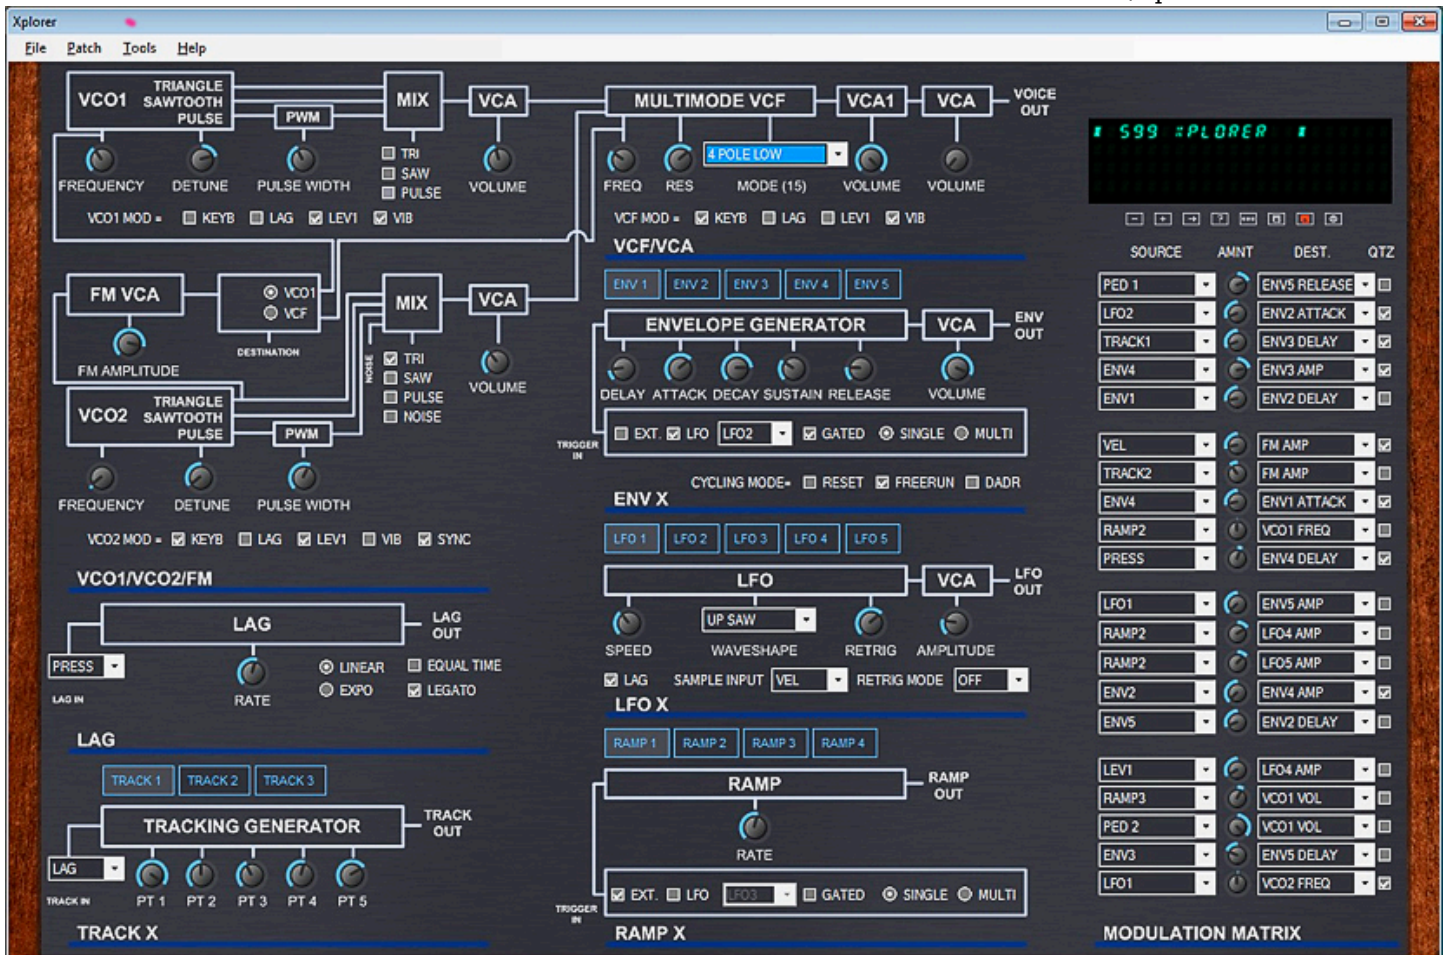 Xplorer
File Patch Tools Help
VCO1
TRIANGLE
SAWTOOTH
PULSE
PWM
MIX
VCA
TRI
SAW
PULSE
FREQUENCY DETUNE PULSE WIDTH VOLUME
VCO1 MOD = KEYB LAG LEV1 VIB
FM VCA
VCO1
VCF
DESTINATION
FM AMPLITUDE
MIX
VCA
NOISE
TRI
SAW
PULSE
NOISE
VOLUME
VCO2
TRIANGLE
SAWTOOTH
PULSE
PWM
FREQUENCY DETUNE PULSE WIDTH
VCO2 MOD = KEYB LAG LEV1 VIB SYNC
VCO1/VCO2/FM
LAG
LAG OUT
PRESS
LAG IN
RATE
LINEAR EQUAL TIME
EXPO LEGATO
LAG
TRACK 1 TRACK 2 TRACK 3
TRACKING GENERATOR
TRACK OUT
LAG
TRACK IN
PT 1 PT 2 PT 3 PT 4 PT 5
TRACK X
MULTIMODE VCF VCA1 VCA
VOICE OUT
4 POLE LOW
FREQ RES MODE (15) VOLUME VOLUME
VCF MOD = KEYB LAG LEV1 VIB
VCF/VCA
ENV 1 ENV 2 ENV 3 ENV 4 ENV 5
ENVELOPE GENERATOR VCA
ENV OUT
DELAY ATTACK DECAY SUSTAIN RELEASE VOLUME
TRIGGER IN
EXT. LFO LFO2 GATED SINGLE MULTI
CYCLING MODE= RESET FREERUN DADR
ENV X
LFO 1 LFO 2 LFO 3 LFO 4 LFO 5
LFO VCA
LFO OUT
UP SAW
SPEED WAVESHAPE RETRIG AMPLITUDE
LAG SAMPLE INPUT VEL RETRIG MODE OFF
LFO X
RAMP 1 RAMP 2 RAMP 3 RAMP 4
RAMP
RAMP OUT
RATE
TRIGGER IN
EXT. LFO LFO3 GATED SINGLE MULTI
RAMP X
599 XPLORER
SOURCE AMNT DEST. QTZ
PED 1 ENV5 RELEASE
LFO2 ENV2 ATTACK
TRACK1 ENV3 DELAY
ENV4 ENV3 AMP
ENV1 ENV2 DELAY
VEL FM AMP
TRACK2 FM AMP
ENV4 ENV1 ATTACK
RAMP2 VCO1 FREQ
PRESS ENV4 DELAY
LFO1 ENV5 AMP
RAMP2 LFO4 AMP
RAMP2 LFO5 AMP
ENV2 ENV4 AMP
ENV5 ENV2 DELAY
LEV1 LFO4 AMP
RAMP3 VCO1 VOL
PED 2 VCO1 VOL
ENV3 ENV5 DELAY
LFO1 VCO2 FREQ
MODULATION MATRIX